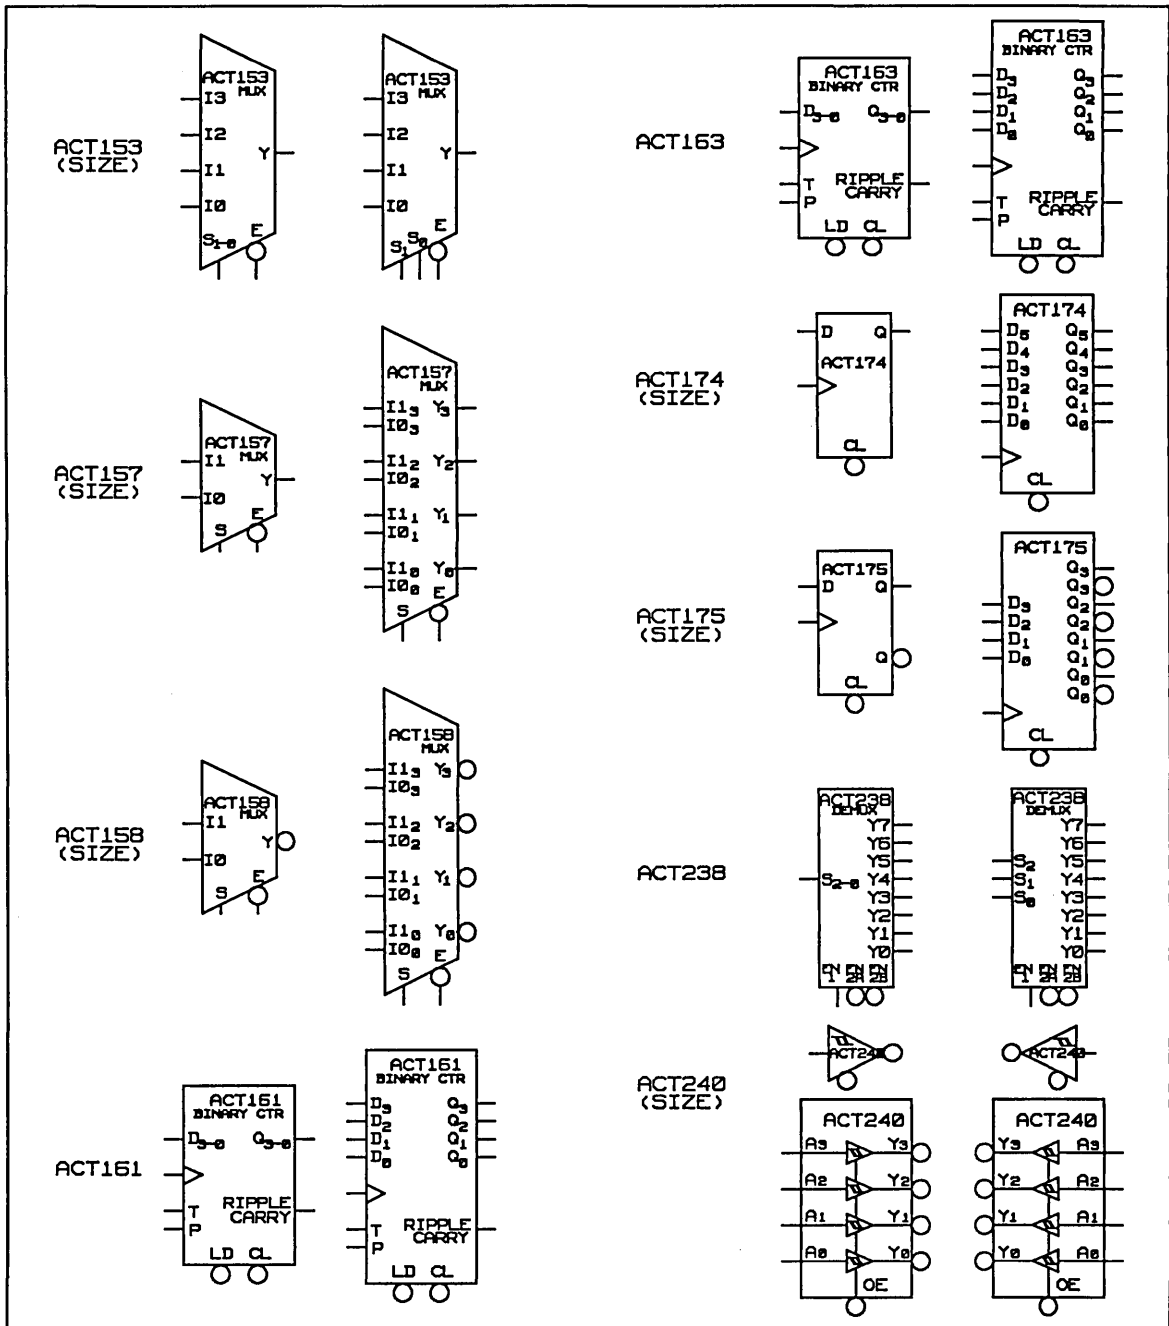 ACT153
(SIZE)
ACT153
MUX
I3
I2
I1
I0
Y
S1-0
E
ACT153
MUX
I3
I2
I1
I0
Y
S1
S0
E
ACT157
(SIZE)
ACT157
MUX
I1
I0
Y
S
E
ACT157
MUX
I13 Y3
I03
I12 Y2
I02
I11 Y1
I01
I10 Y0
I00
S
E
ACT158
(SIZE)
ACT158
MUX
I1
I0
Y
S
E
ACT158
MUX
I13 Y3
I03
I12 Y2
I02
I11 Y1
I01
I10 Y0
I00
S
E
ACT161
ACT161
BINARY CTR
D3-0 Q3-0
T RIPPLE
P CARRY
LD CL
ACT161
BINARY CTR
D3 Q3
D2 Q2
D1 Q1
D0 Q0
T RIPPLE
P CARRY
LD CL
ACT163
ACT163
BINARY CTR
D3-0 Q3-0
T RIPPLE
P CARRY
LD CL
ACT163
BINARY CTR
D3 Q3
D2 Q2
D1 Q1
D0 Q0
T RIPPLE
P CARRY
LD CL
ACT174
(SIZE)
D Q
ACT174
CL
ACT174
D5 Q5
D4 Q4
D3 Q3
D2 Q2
D1 Q1
D0 Q0
CL
ACT175
(SIZE)
ACT175
D Q
Q
CL
ACT175
Q3
Q3
D3 Q2
D2 Q2
D1 Q1
D0 Q1
Q0
Q0
CL
ACT238
ACT238
DEMUX
Y7
Y6
Y5
S2-0 Y4
Y3
Y2
Y1
Y0
EN EN EN
1 2A 2B
ACT238
DEMUX
Y7
Y6
S2 Y5
S1 Y4
S0 Y3
Y2
Y1
Y0
EN EN EN
1 2A 2B
ACT240
(SIZE)
ACT240
ACT240
ACT240
A3 Y3
A2 Y2
A1 Y1
A0 Y0
OE
ACT240
Y3 A3
Y2 A2
Y1 A1
Y0 A0
OE